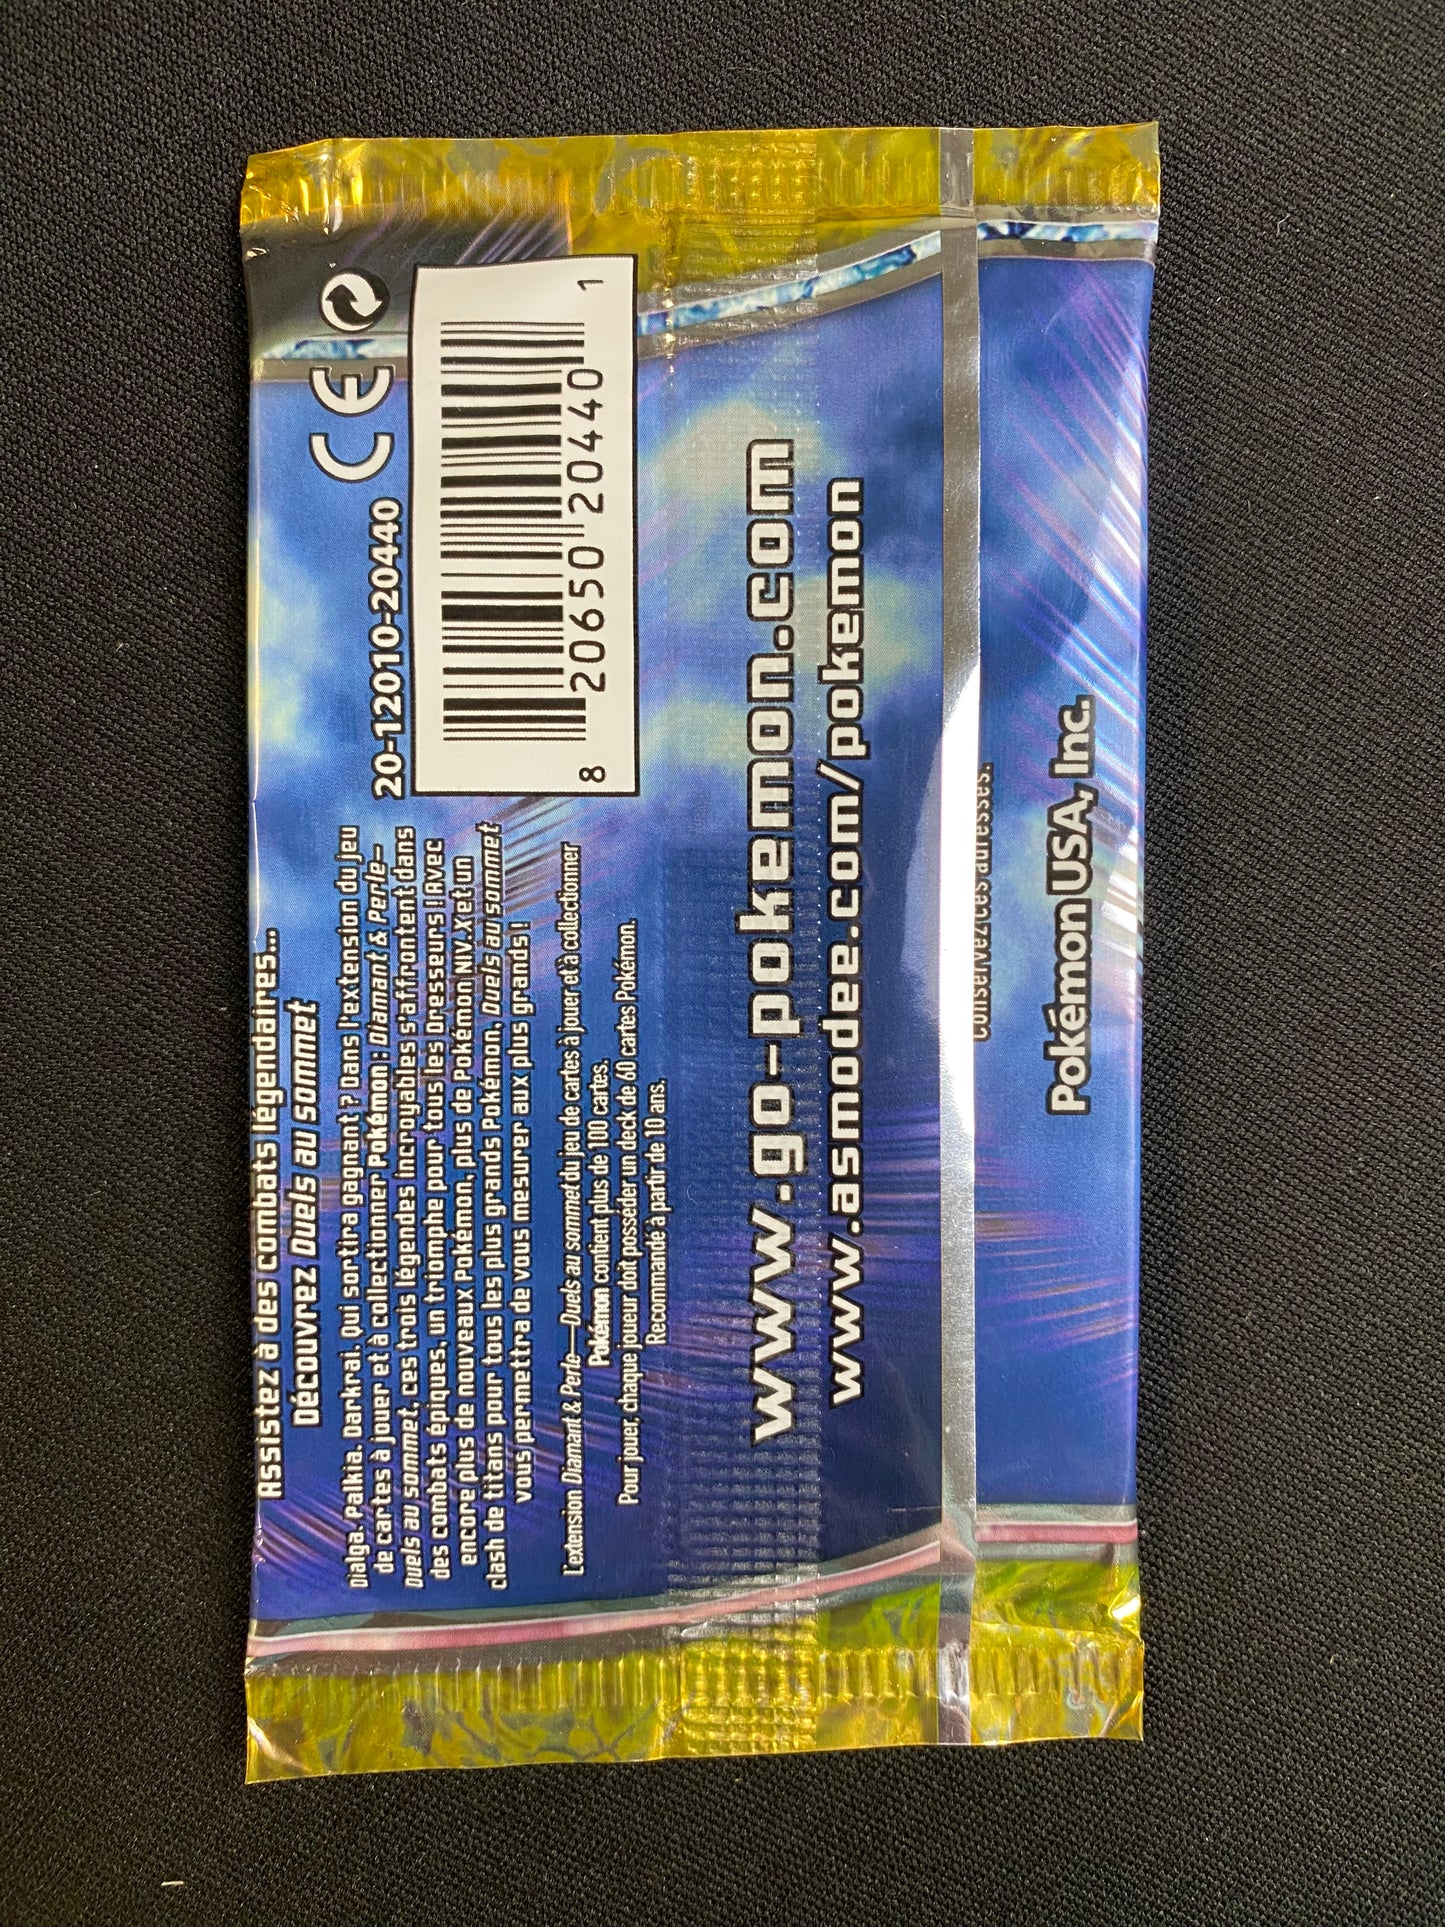 Assistez à des combats légendaires...
Découvrez Duels au sommet
Dialga. Palkia. Darkrai. Qui sortira gagnant ? Dans l'extension du jeu
de cartes à jouer et à collectionner Pokémon : Diamant & Perle–
Duels au sommet, ces trois légendes incroyables s'affrontent dans
des combats épiques, un triomphe pour tous les Dresseurs ! Avec
encore plus de nouveaux Pokémon, plus de Pokémon NIV.X et un
clash de titans pour tous les plus grands Pokémon, Duels au sommet
vous permettra de vous mesurer aux plus grands !
L'extension Diamant & Perle—Duels au sommet du jeu de cartes à jouer et à collectionner
Pokémon contient plus de 100 cartes.
Pour jouer, chaque joueur doit posséder un deck de 60 cartes Pokémon.
Recommandé à partir de 10 ans.
20-12010-20440
CE
8 20650 20440 1
www.go-pokemon.com
www.asmodee.com/pokemon
Conservez ces adresses.
Pokémon USA, Inc.